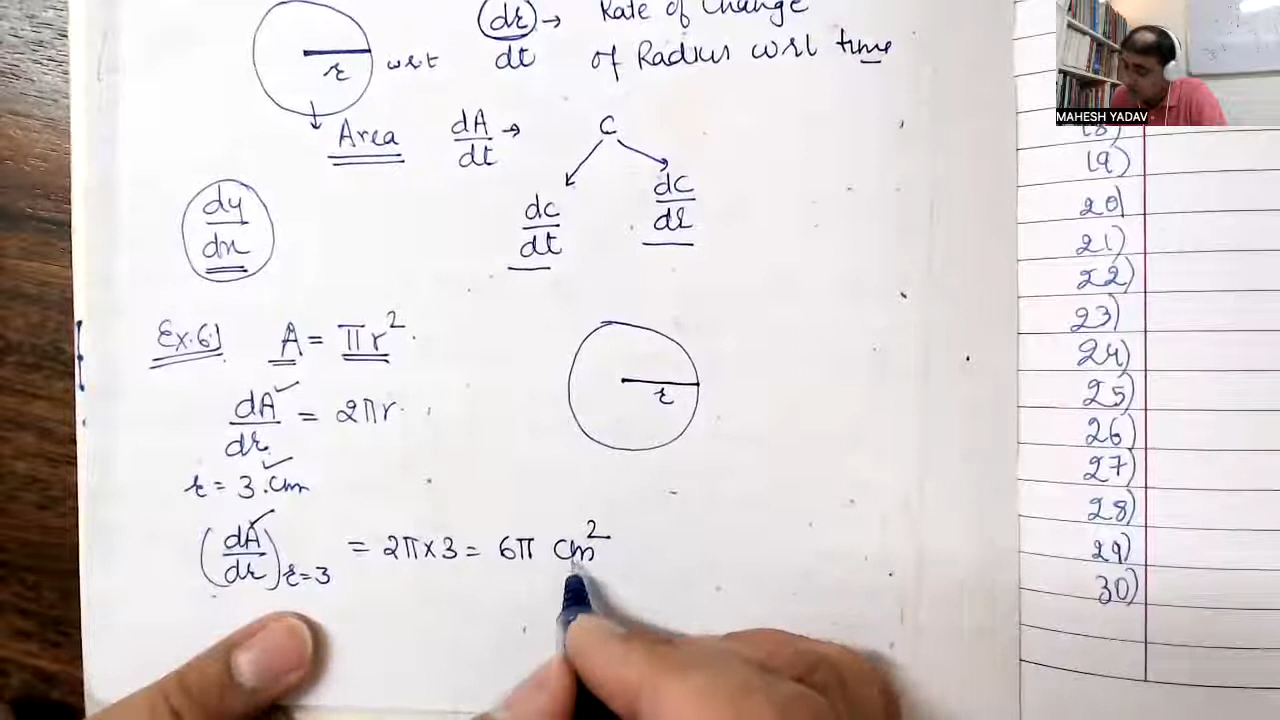 dr/dt → Rate of Change
of Radius wrt time
r wrt
Area dA/dt → C
dc/dt dC/dr
dy/dx
Ex. 6.1 A = πr²
r
dA/dr = 2πr
r = 3 cm
(dA/dr) r=3 = 2π×3 = 6π cm²
MAHESH YADAV
18)
19)
20)
21)
22)
23)
24)
25)
26)
27)
28)
29)
30)